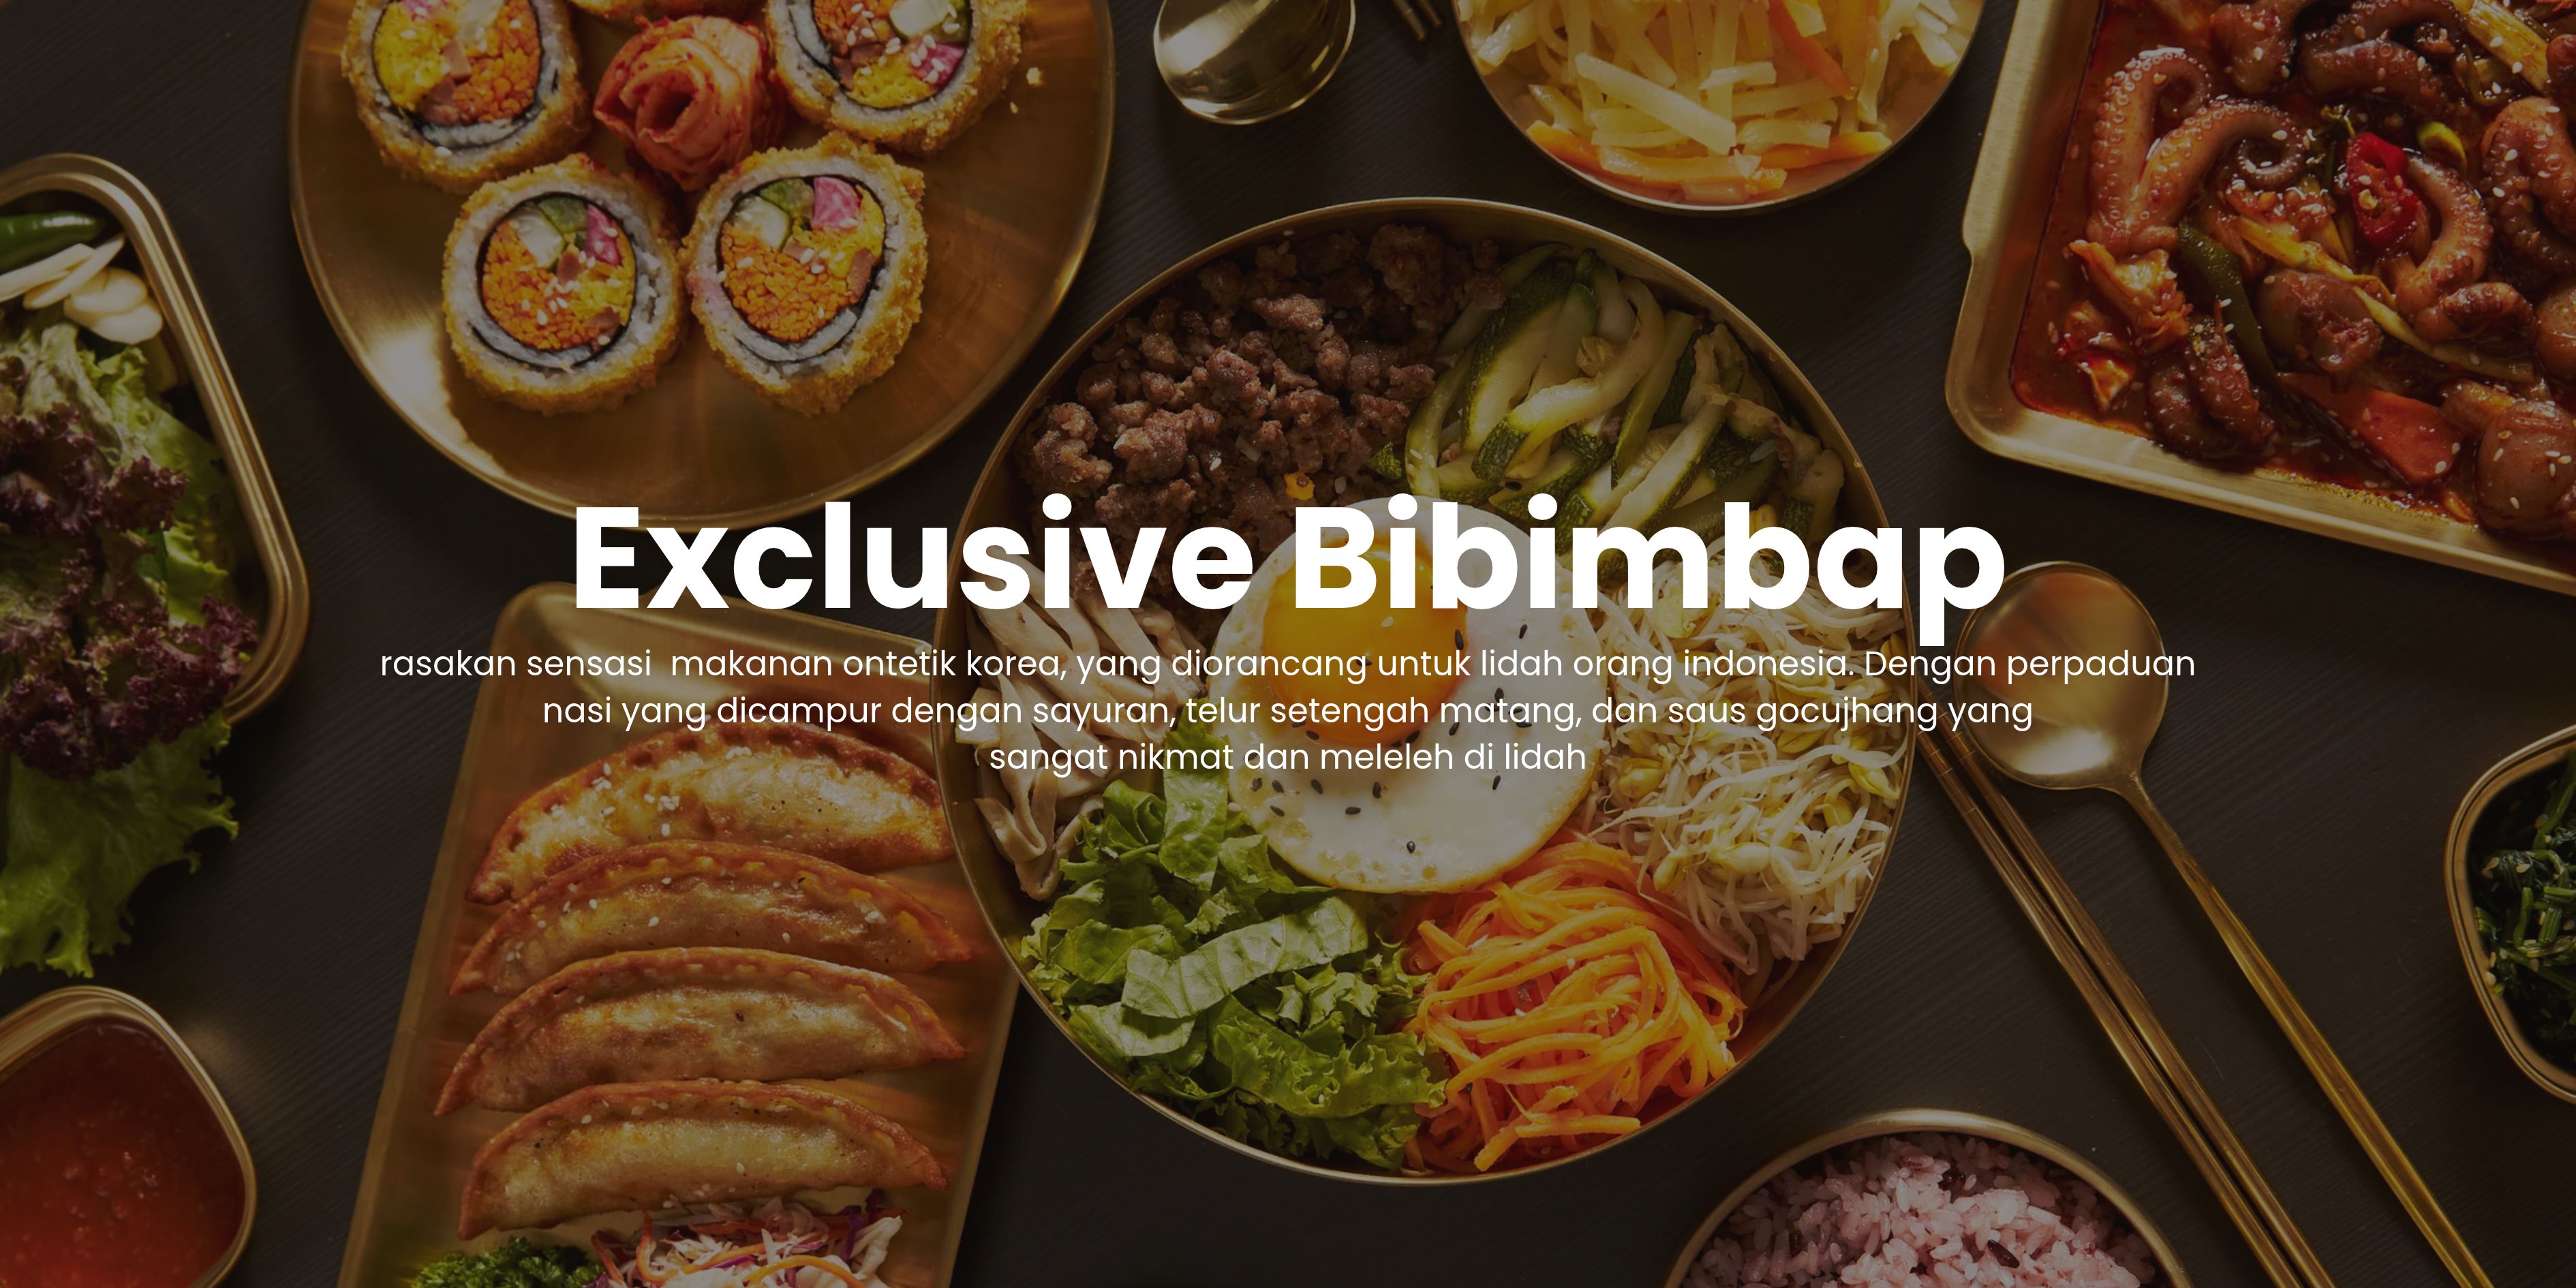 Exclusive Bibimbap
rasakan sensasi  makanan ontetik korea, yang diorancang untuk lidah orang indonesia. Dengan perpaduan
nasi yang dicampur dengan sayuran, telur setengah matang, dan saus gocujhang yang
sangat nikmat dan meleleh di lidah